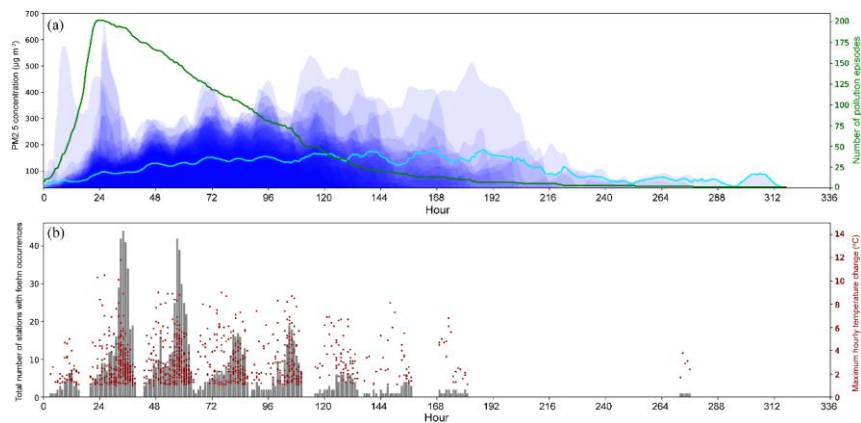 (a)
PM2.5 concentration (μg m⁻³)
700
600
500
400
300
200
100
0 24 48 72 96 120 144 168 192 216 240 264 288 312 336
Hour
200
175
150
125
100
75
50
25
0
Number of pollution episodes
(b)
Total number of stations with foehn occurrences
40
30
20
10
0
0 24 48 72 96 120 144 168 192 216 240 264 288 312 336
Hour
14
12
10
8
6
4
2
0
Maximum hourly temperature change (°C)